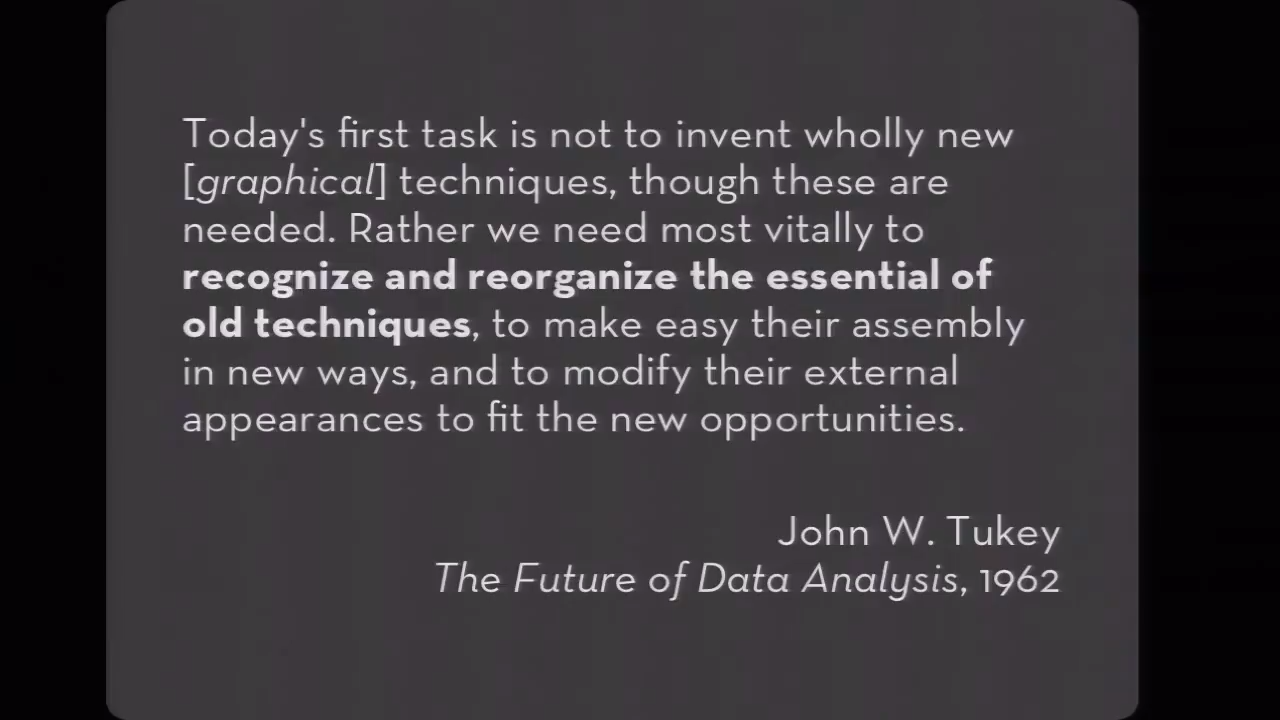 Today's first task is not to invent wholly new
[graphical] techniques, though these are
needed. Rather we need most vitally to
recognize and reorganize the essential of
old techniques, to make easy their assembly
in new ways, and to modify their external
appearances to fit the new opportunities.
John W. Tukey
The Future of Data Analysis, 1962